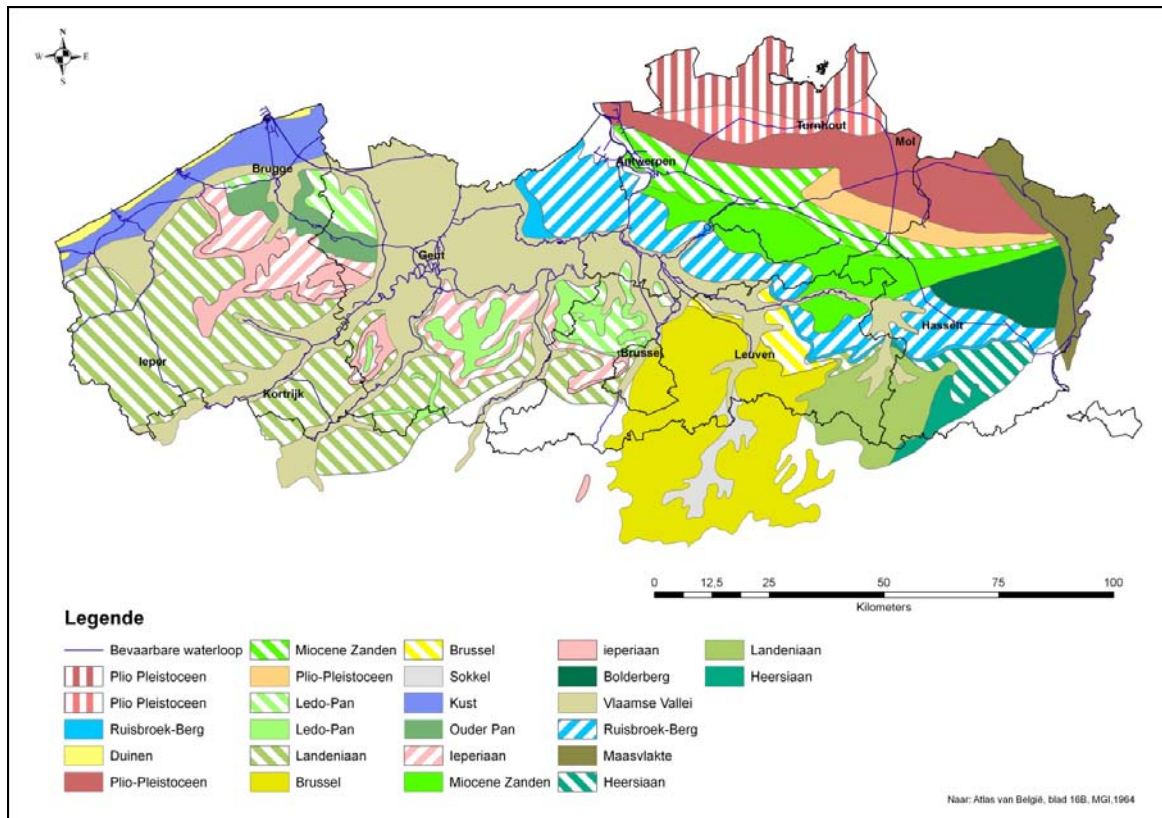 N
W E
S
Turnhout
Mol
Antwerpen
Brugge
Gent
Hasselt
Ieper
Brussel
Leuven
Kortrijk
0 12,5 25 50 75 100
Kilometers
Legende
Bevaarbare waterloop
Plio Pleistoceen
Plio Pleistoceen
Ruisbroek-Berg
Duinen
Plio-Pleistoceen
Miocene Zanden
Plio-Pleistoceen
Ledo-Pan
Ledo-Pan
Landeniaan
Brussel
Brussel
Sokkel
Kust
Ouder Pan
Ieperiaan
Miocene Zanden
ieperiaan
Bolderberg
Vlaamse Vallei
Ruisbroek-Berg
Maasvlakte
Heersiaan
Landeniaan
Heersiaan
Naar: Atlas van België, blad 16B, MGI,1964